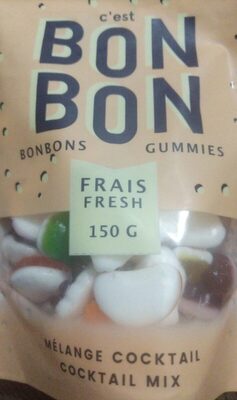 c'est
BON
BON
BONBONS GUMMIES
FRAIS
FRESH
150 G
MÉLANGE COCKTAIL
COCKTAIL MIX